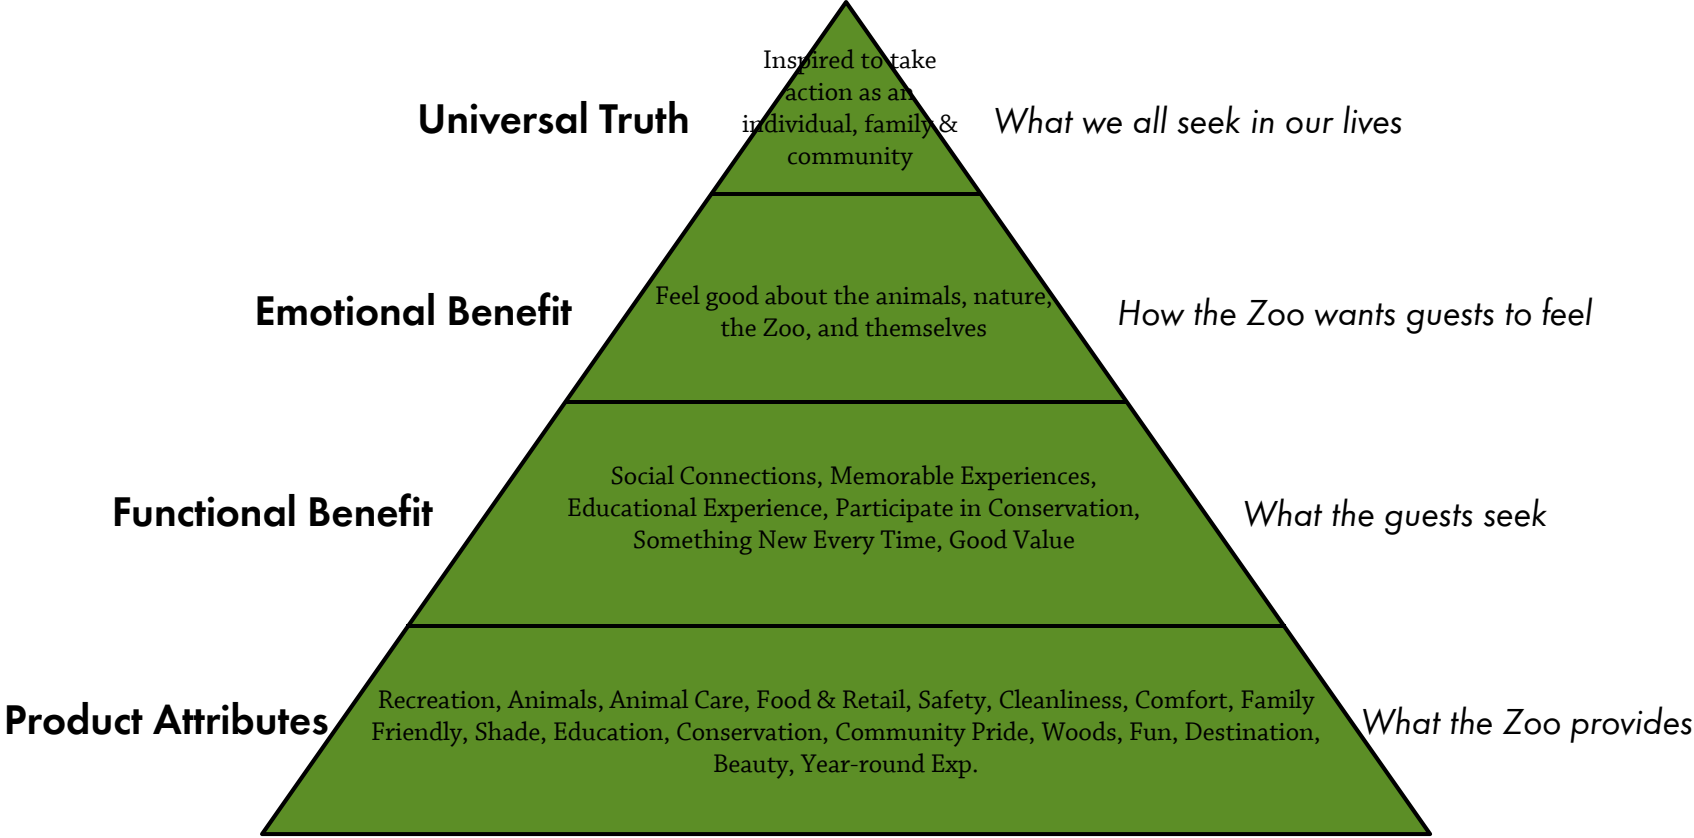 Inspired to take
action as an
individual, family &
community
Universal Truth
What we all seek in our lives
Feel good about the animals, nature,
the Zoo, and themselves
Emotional Benefit
How the Zoo wants guests to feel
Social Connections, Memorable Experiences,
Educational Experience, Participate in Conservation,
Something New Every Time, Good Value
Functional Benefit
What the guests seek
Recreation, Animals, Animal Care, Food & Retail, Safety, Cleanliness, Comfort, Family
Friendly, Shade, Education, Conservation, Community Pride, Woods, Fun, Destination,
Beauty, Year-round Exp.
Product Attributes
What the Zoo provides